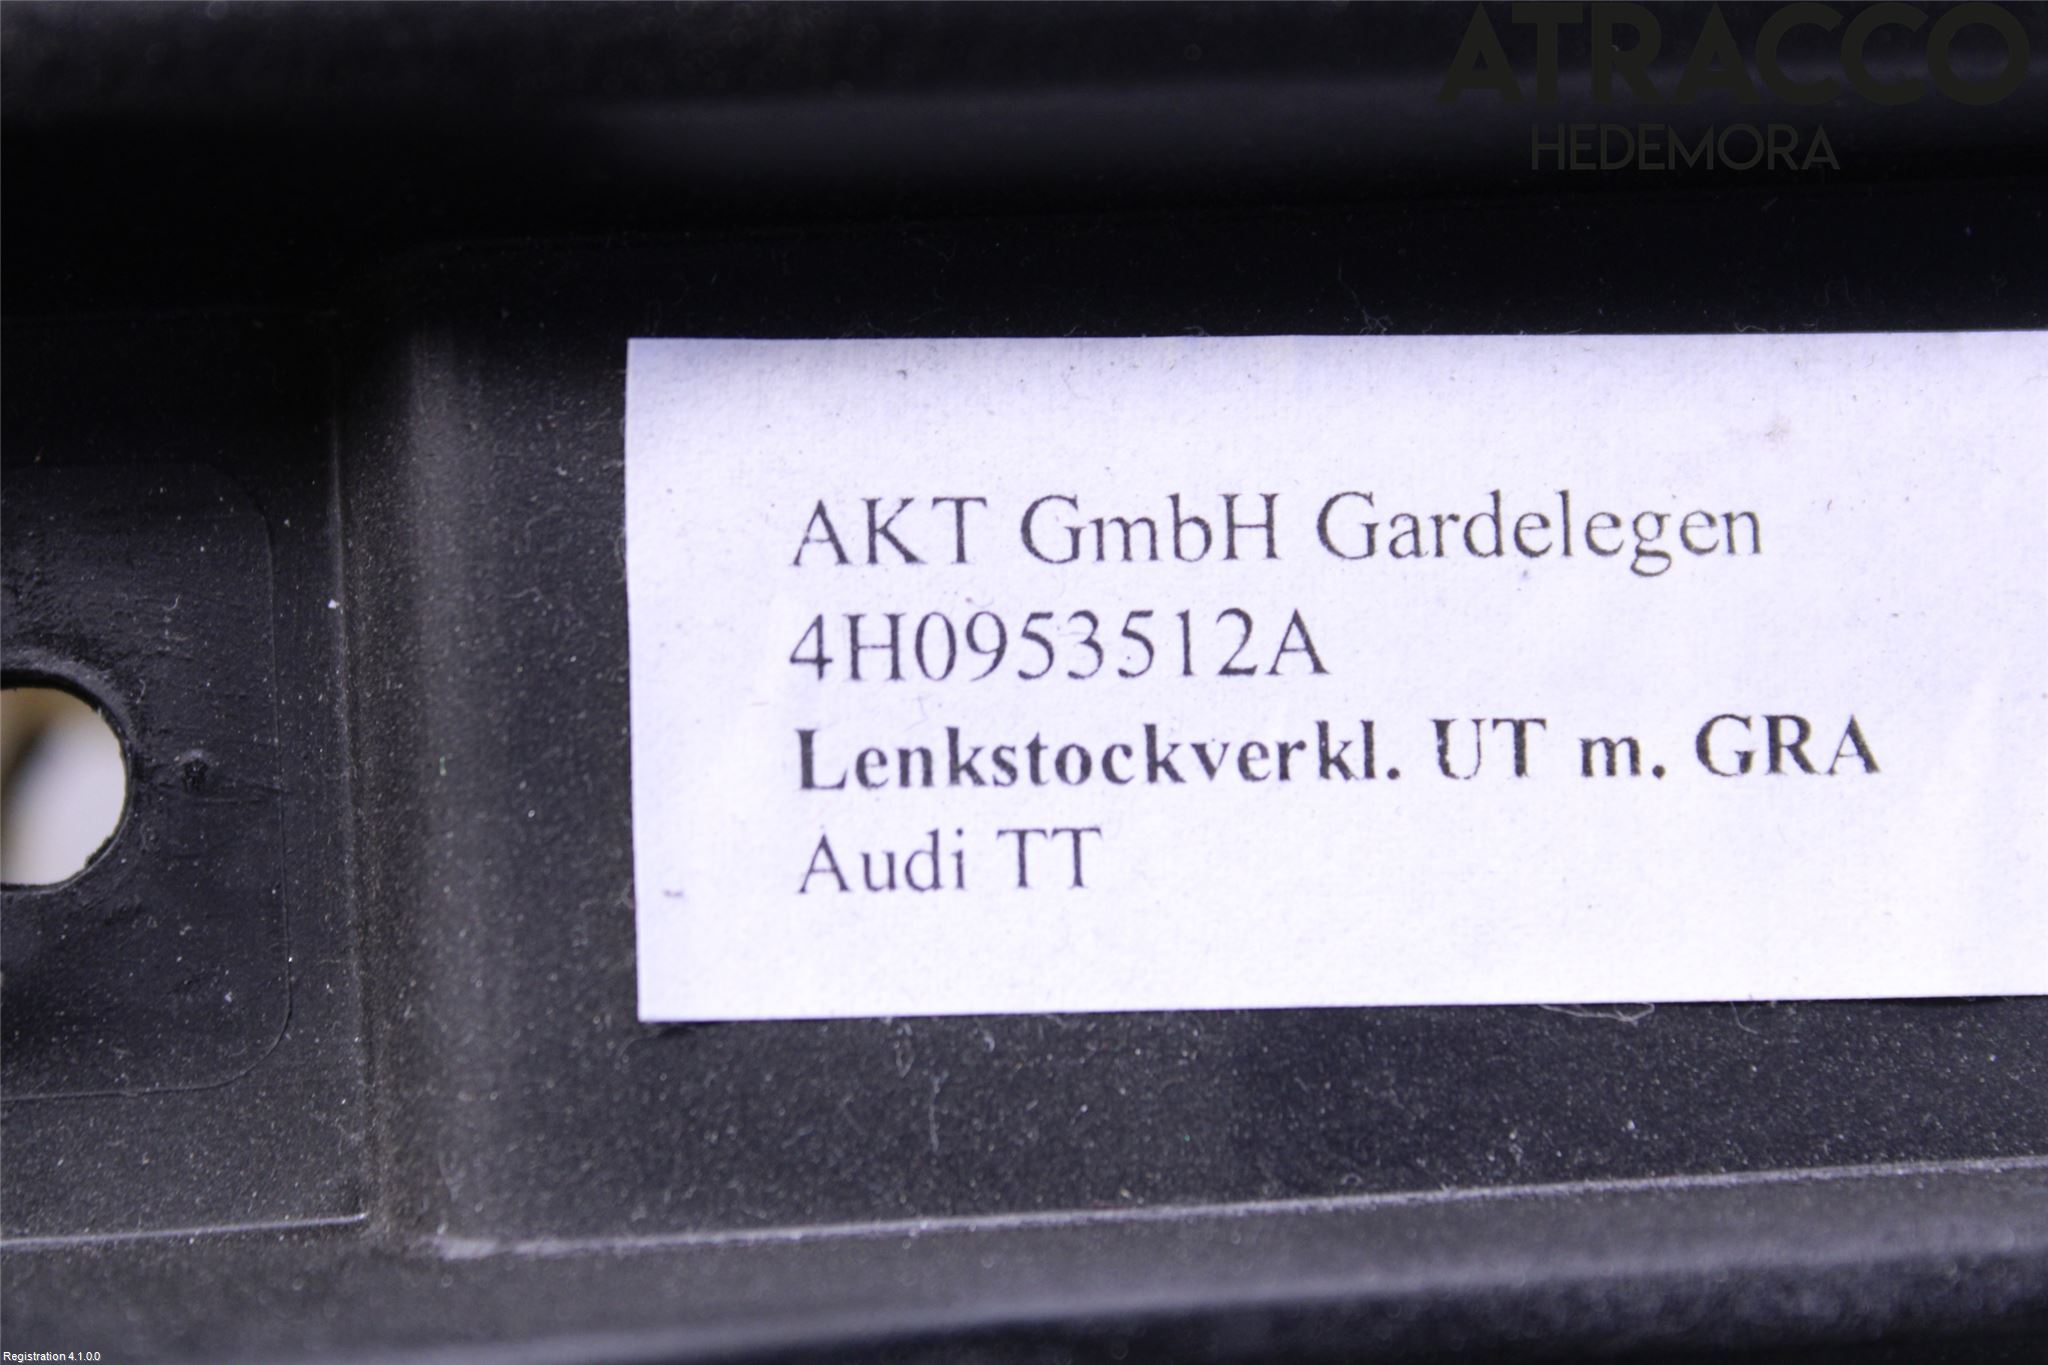 ATRACCO
HEDEMORA
AKT GmbH Gardelegen
4H0953512A
Lenkstockverkl. UT m. GRA
Audi TT
Registration 4.1.0.0